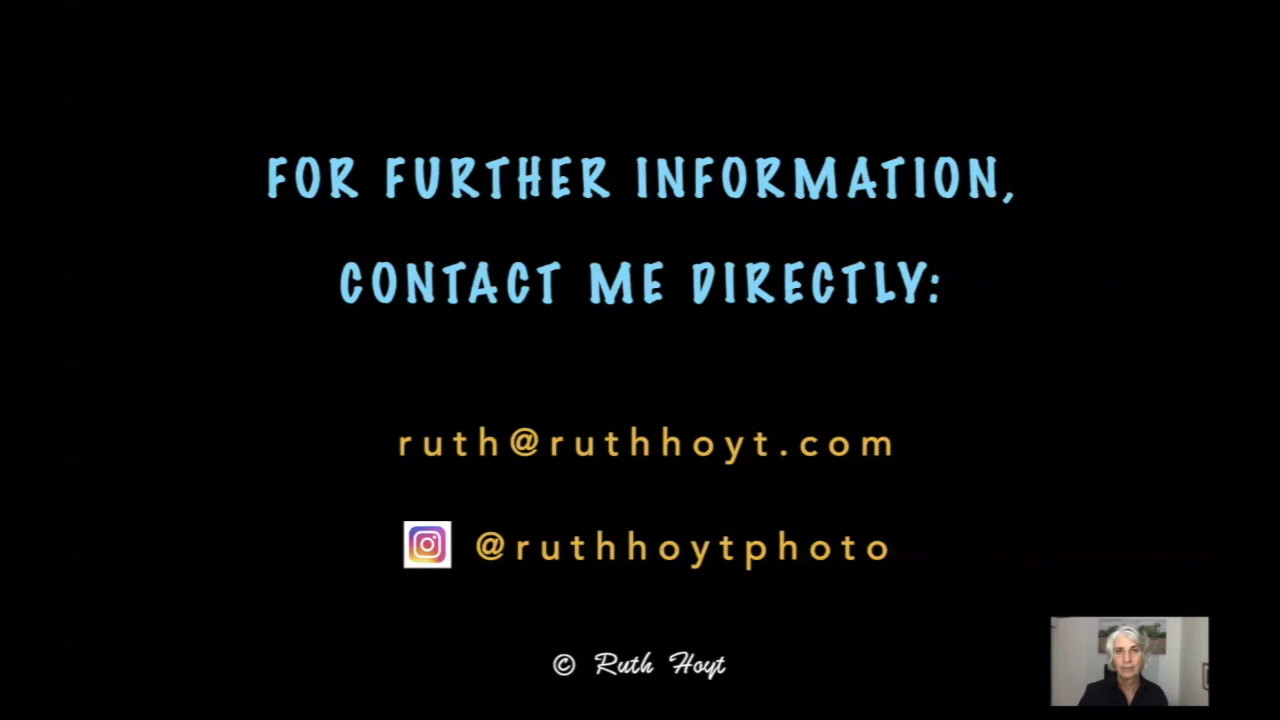 FOR FURTHER INFORMATION,
CONTACT ME DIRECTLY:
ruth@ruthhoyt.com
@ruthhoytphoto
© Ruth Hoyt